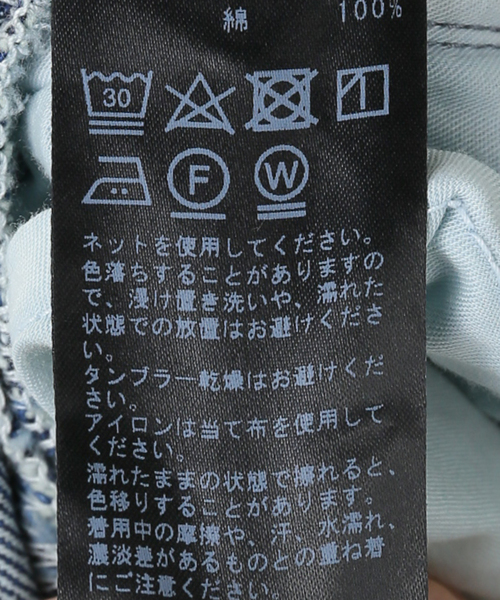 綿 100%
30
F W
ネットを使用してください。
色落ちすることがありますの
で、浸け置き洗いや、濡れた
状態での放置はお避けくださ
い。
タンブラー乾燥はお避けくだ
さい。
アイロンは当て布を使用して
ください。
濡れたままの状態で擦れると、
色移りすることがあります。
着用中の摩擦や、汗、水濡れ、
濃淡差があるものとの重ね着
にご注意ください。